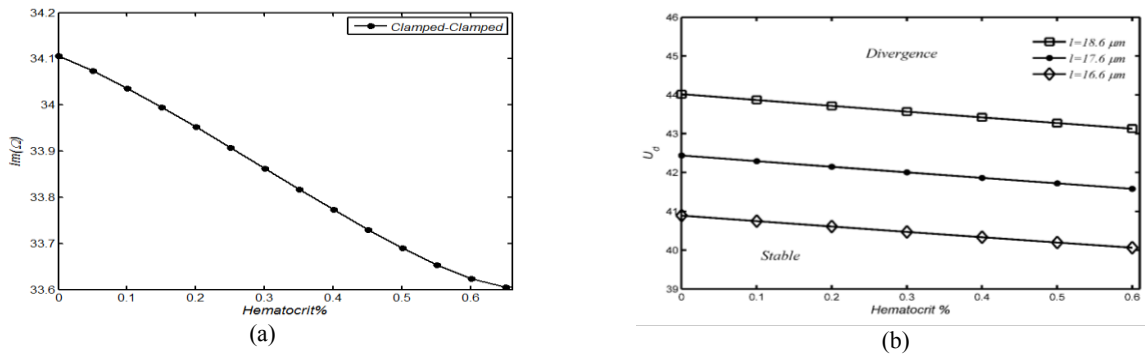 34.2
34.1
34
33.9
33.8
33.7
33.6
Im(Ω)
Clamped-Clamped
0 0.1 0.2 0.3 0.4 0.5 0.6
Hematocrit%
(a)
46
45
44
43
42
41
40
39
U_d
Divergence
l=18.6 μm
l=17.6 μm
l=16.6 μm
Stable
0 0.1 0.2 0.3 0.4 0.5 0.6
Hematocrit %
(b)